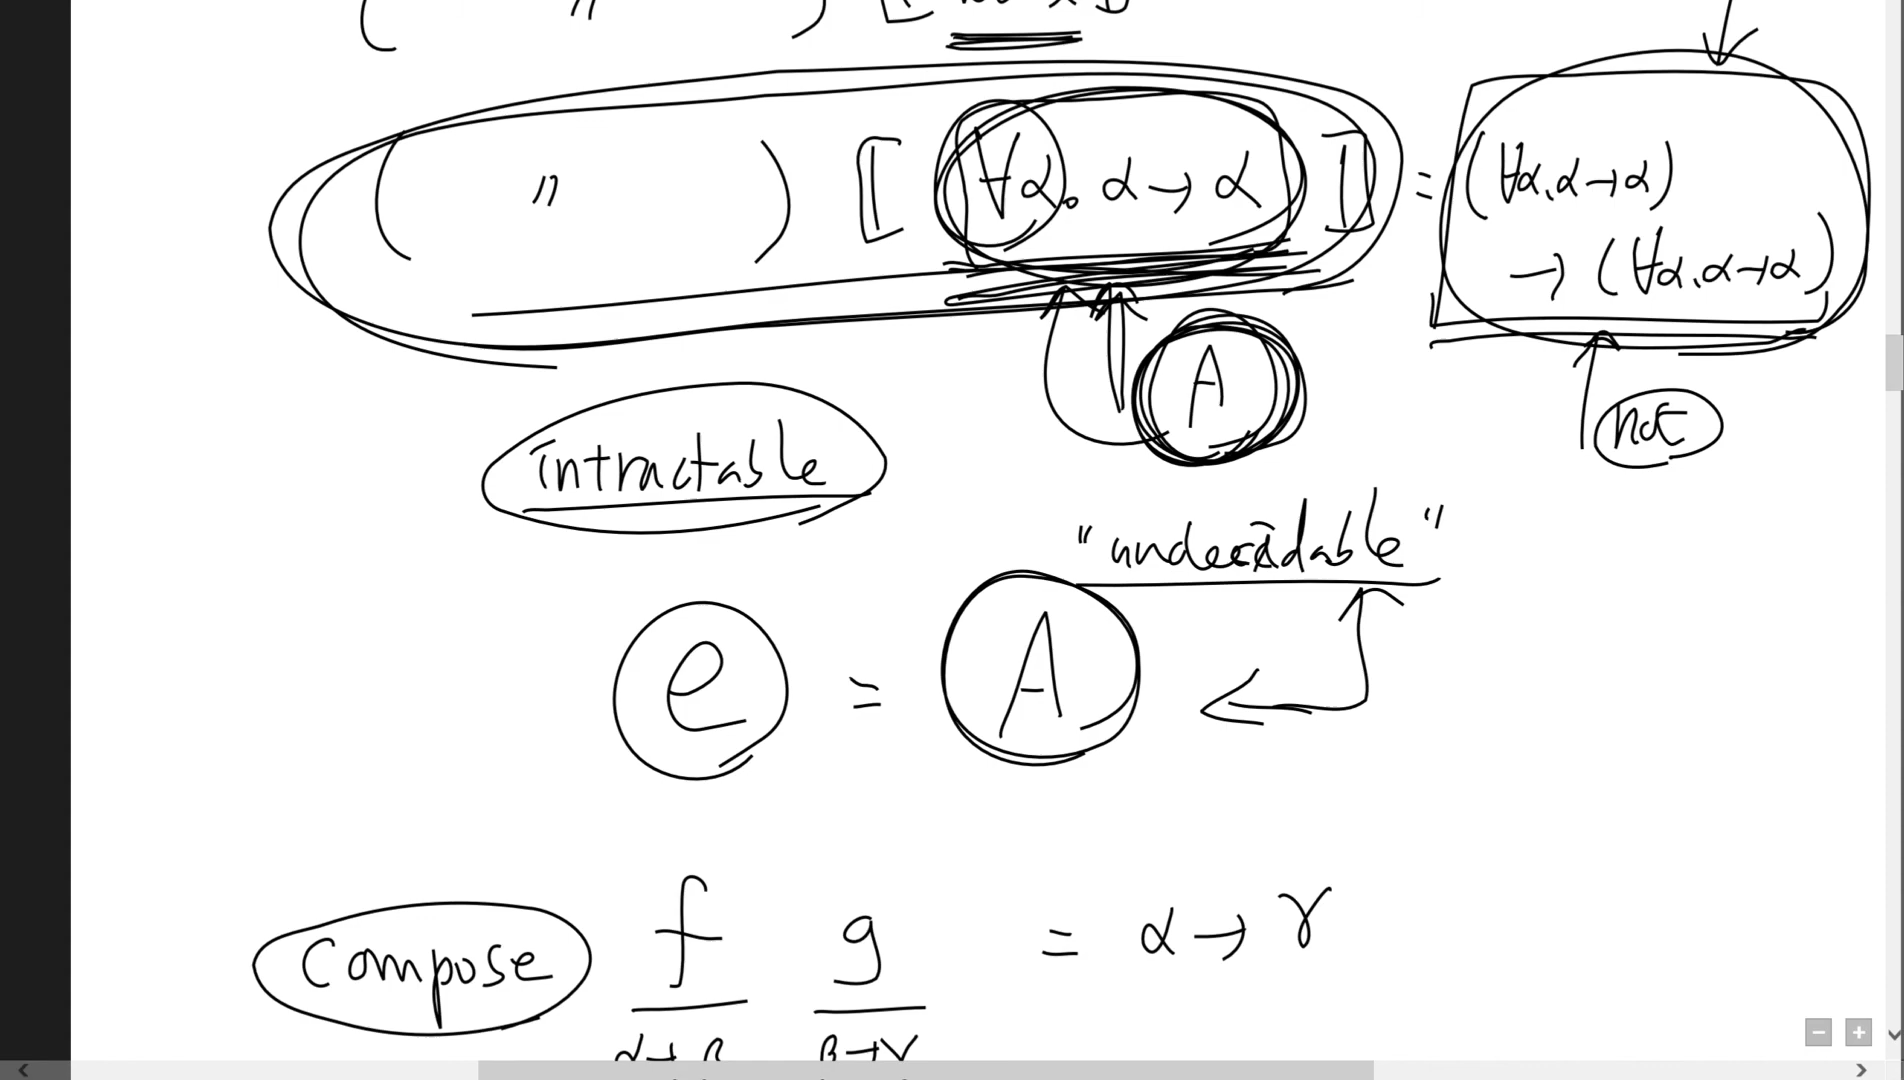 ( " ) [[ ∀α. α → α ]] = (∀α.α→α)
→ (∀α.α→α)
A
not
intractable
"undecidable"
e = A
Compose f g = α → γ
α→β β→γ